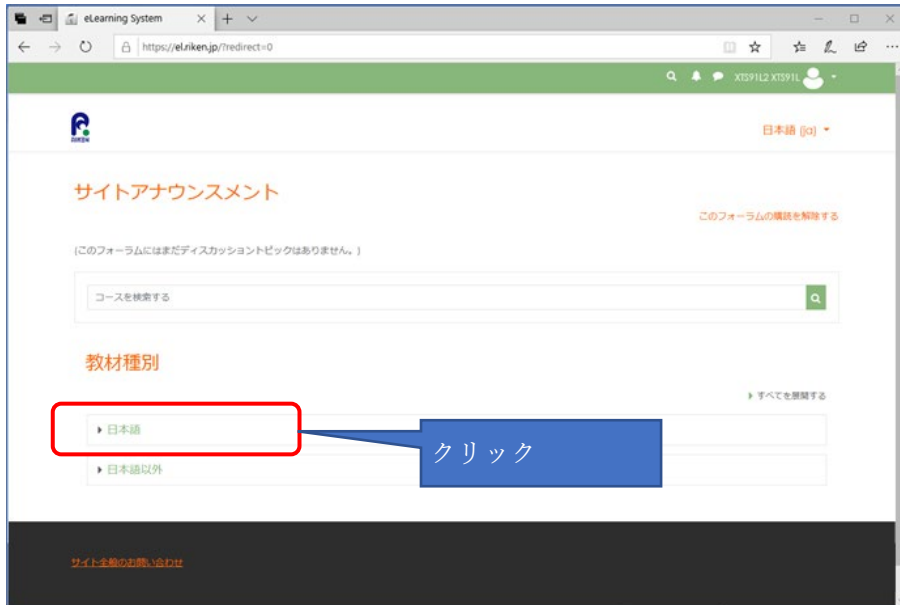 eLearning System
https://el.riken.jp/?redirect=0
XTS91L2 XTS91L
RIKEN
日本語 (ja)
サイトアナウンスメント
このフォーラムの購読を解除する
(このフォーラムにはまだディスカッショントピックはありません。)
コースを検索する
教材種別
すべてを展開する
日本語
クリック
日本語以外
サイト全般のお問い合わせ